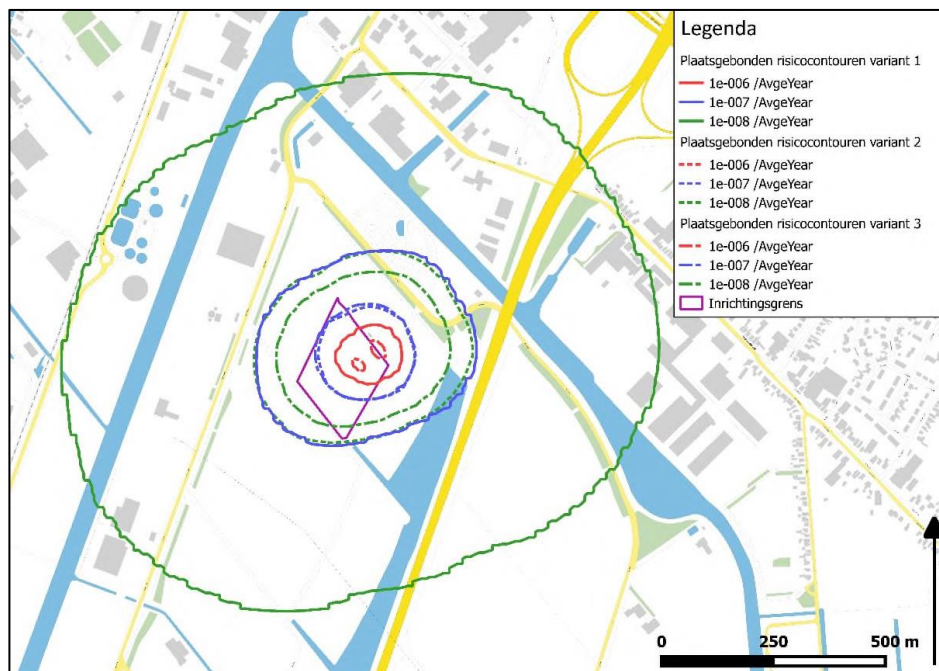 Legenda
Plaatsgebonden risicocontouren variant 1
1e-006 /AvgeYear
1e-007 /AvgeYear
1e-008 /AvgeYear
Plaatsgebonden risicocontouren variant 2
1e-006 /AvgeYear
1e-007 /AvgeYear
1e-008 /AvgeYear
Plaatsgebonden risicocontouren variant 3
1e-006 /AvgeYear
1e-007 /AvgeYear
1e-008 /AvgeYear
Inrichtingsgrens
0 250 500 m